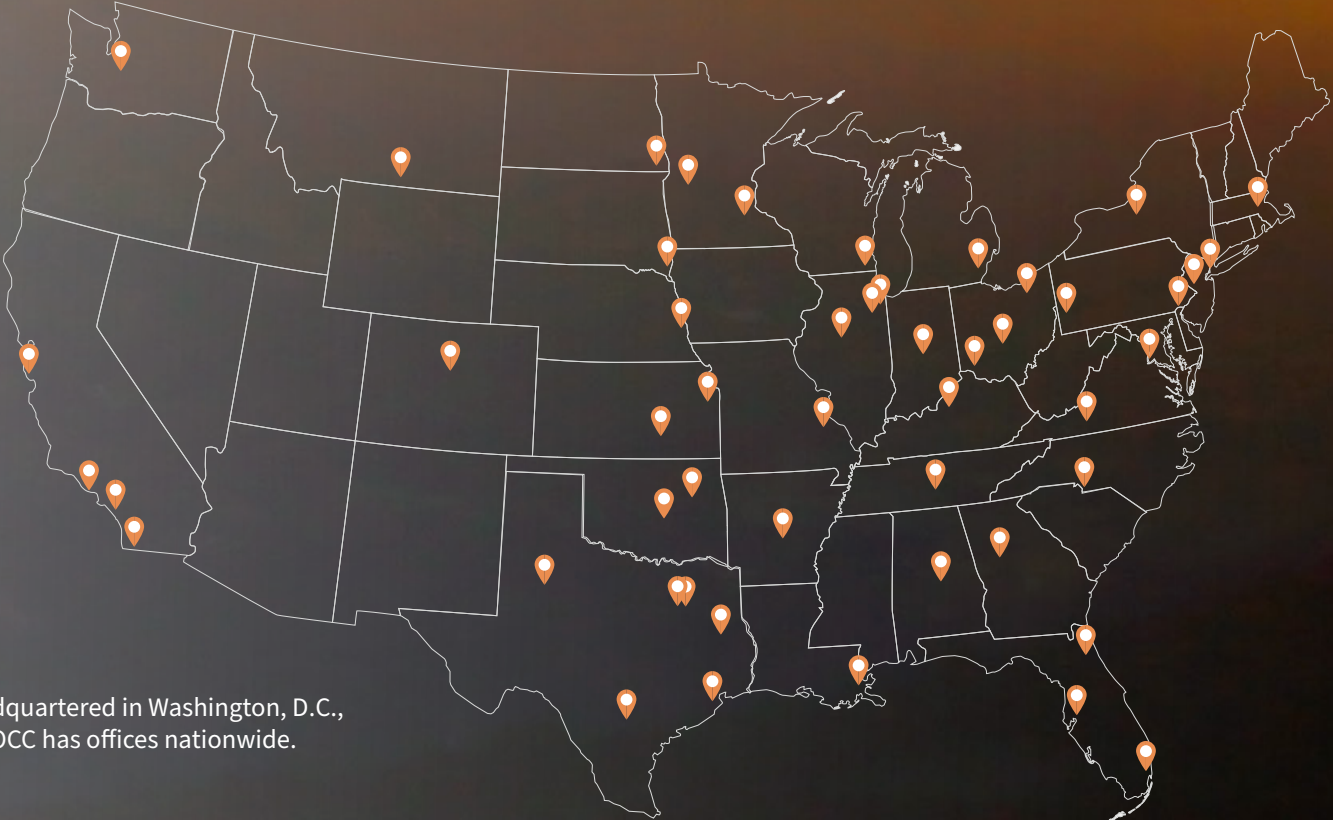 dquartered in Washington, D.C.,
OCC has offices nationwide.